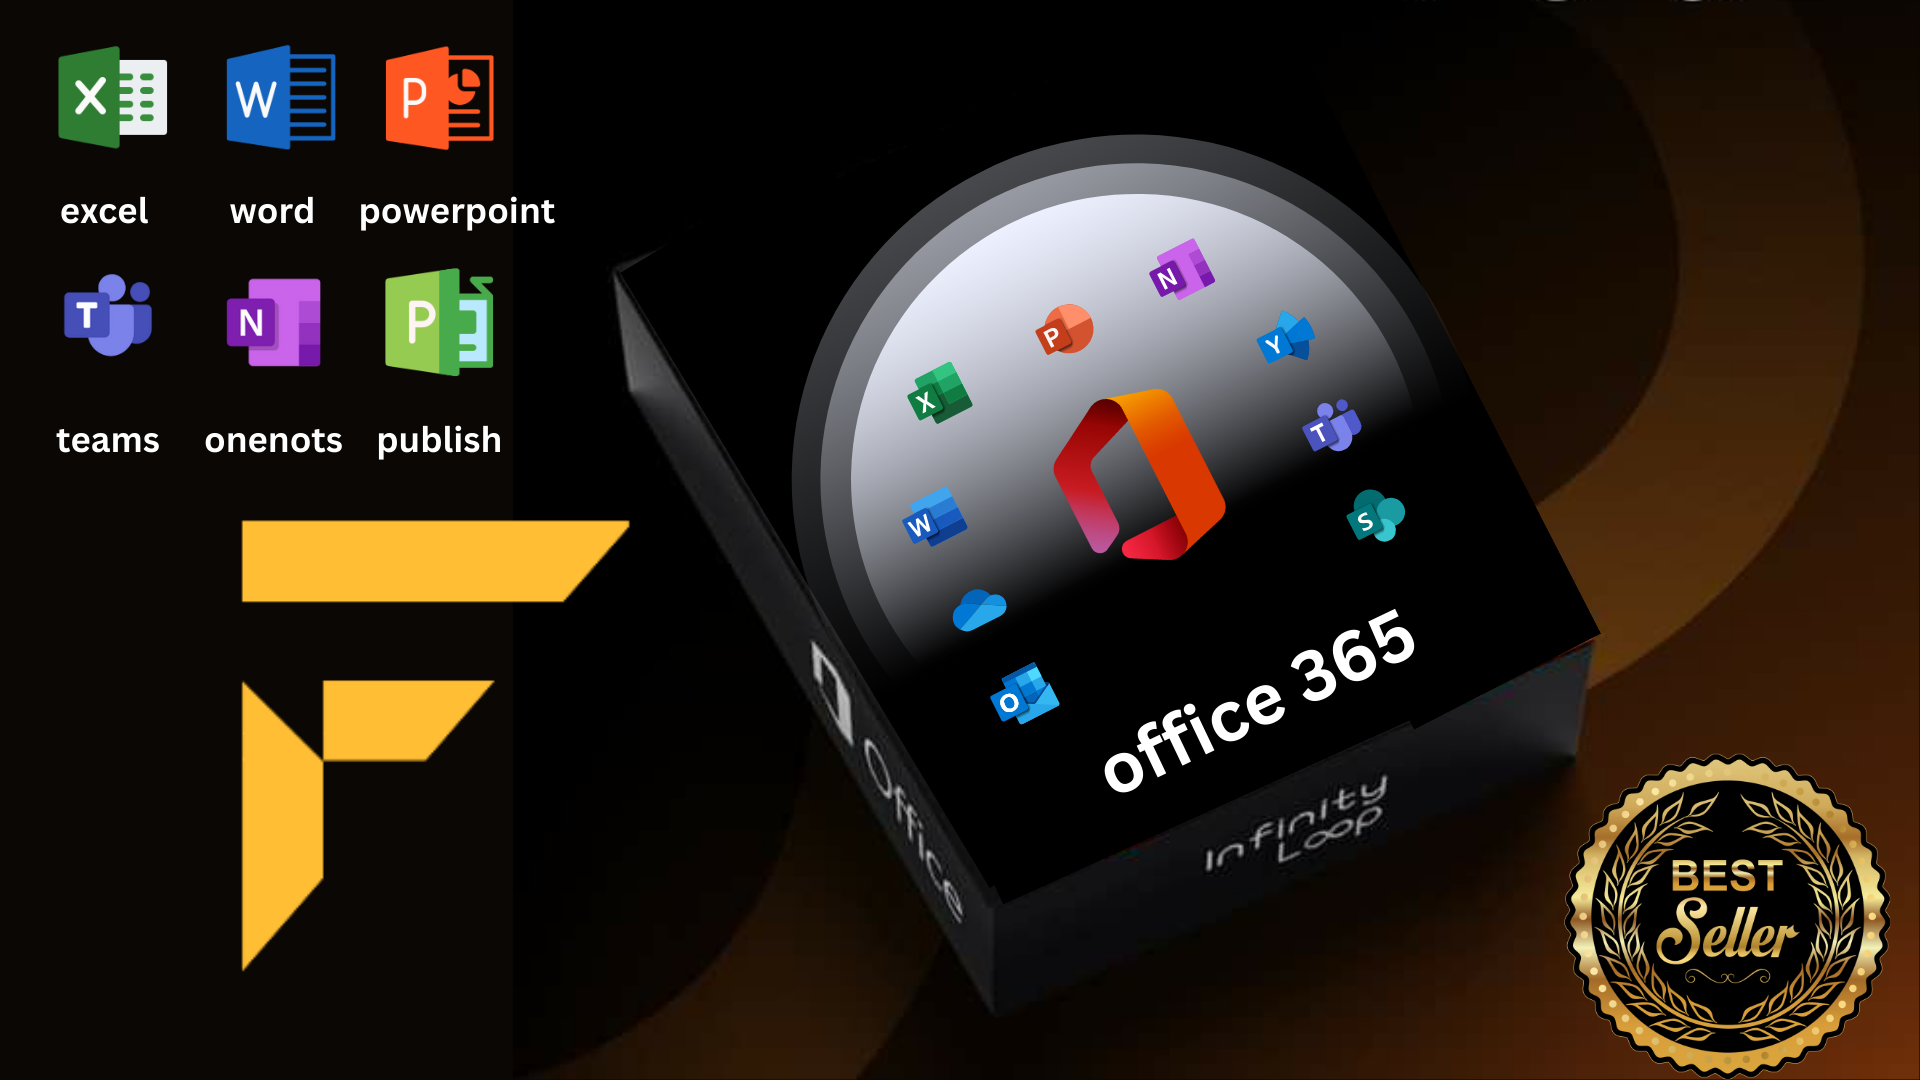 X W P
excel word powerpoint
T N P
teams onenots publish
N
P
Y
X
T
W
S
O
office 365
Office
Infinity
Loop
BEST
Seller